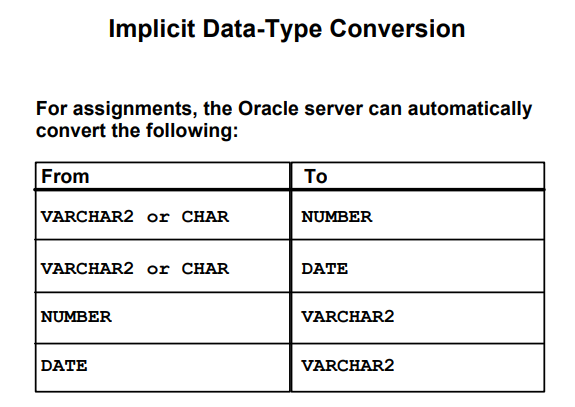 Implicit Data-Type Conversion
For assignments, the Oracle server can automatically
convert the following:
From To
VARCHAR2 or CHAR NUMBER
VARCHAR2 or CHAR DATE
NUMBER VARCHAR2
DATE VARCHAR2